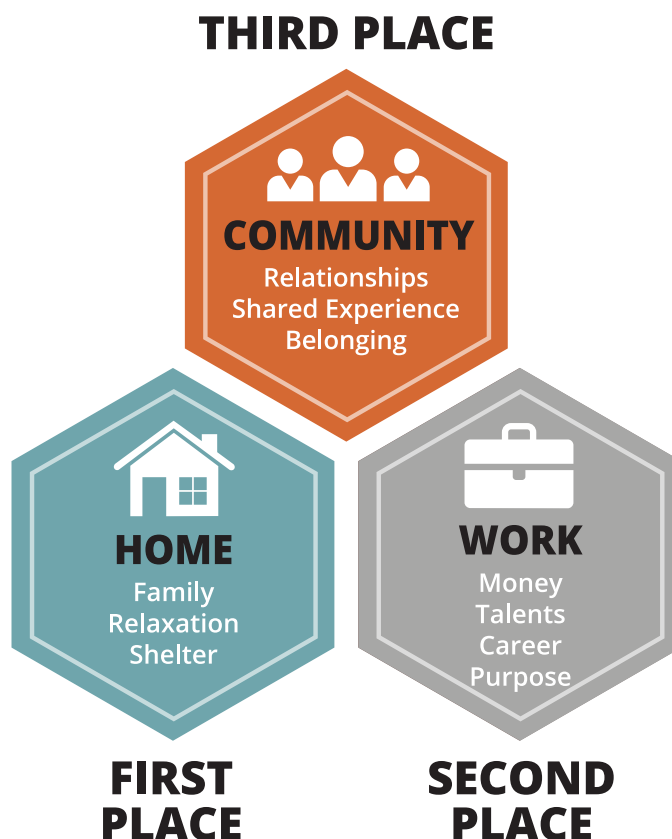 THIRD PLACE
COMMUNITY
Relationships
Shared Experience
Belonging
HOME
Family
Relaxation
Shelter
WORK
Money
Talents
Career
Purpose
FIRST
PLACE
SECOND
PLACE